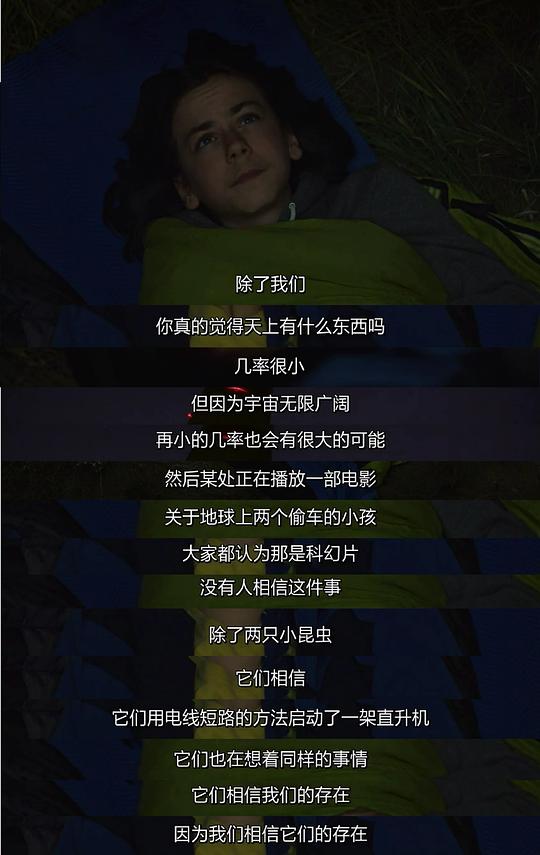 除了我们
你真的觉得天上有什么东西吗
几率很小
但因为宇宙无限广阔
再小的几率也会有很大的可能
然后某处正在播放一部电影
关于地球上两个偷车的小孩
大家都认为那是科幻片
没有人相信这件事
除了两只小昆虫
它们相信
它们用电线短路的方法启动了一架直升机
它们也在想着同样的事情
它们相信我们的存在
因为我们相信它们的存在